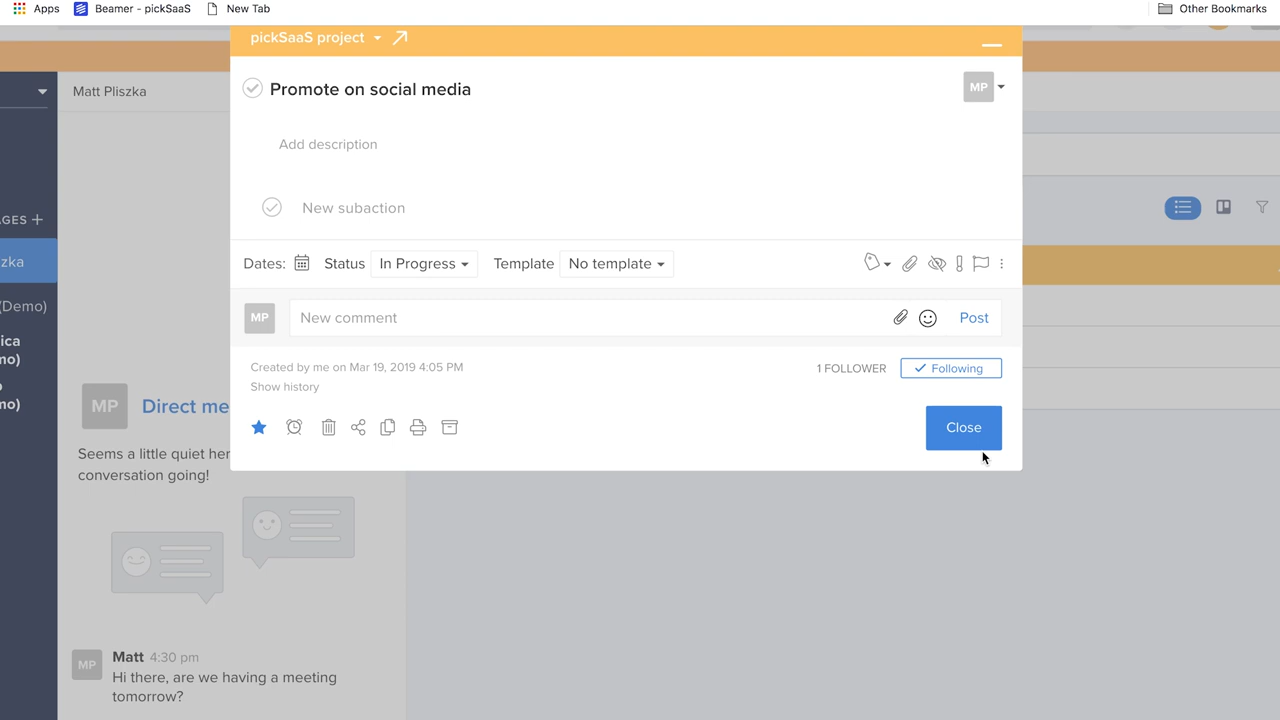 Apps Beamer - pickSaaS New Tab Other Bookmarks
pickSaaS project
Matt Pliszka
Promote on social media MP
Add description
New subaction
AGES +
zka
(Demo)
ica
mo)
o
mo)
Dates: Status In Progress Template No template
MP New comment Post
Created by me on Mar 19, 2019 4:05 PM 1 FOLLOWER Following
Show history
Close
MP Direct me
Seems a little quiet her
conversation going!
MP Matt 4:30 pm
Hi there, are we having a meeting
tomorrow?